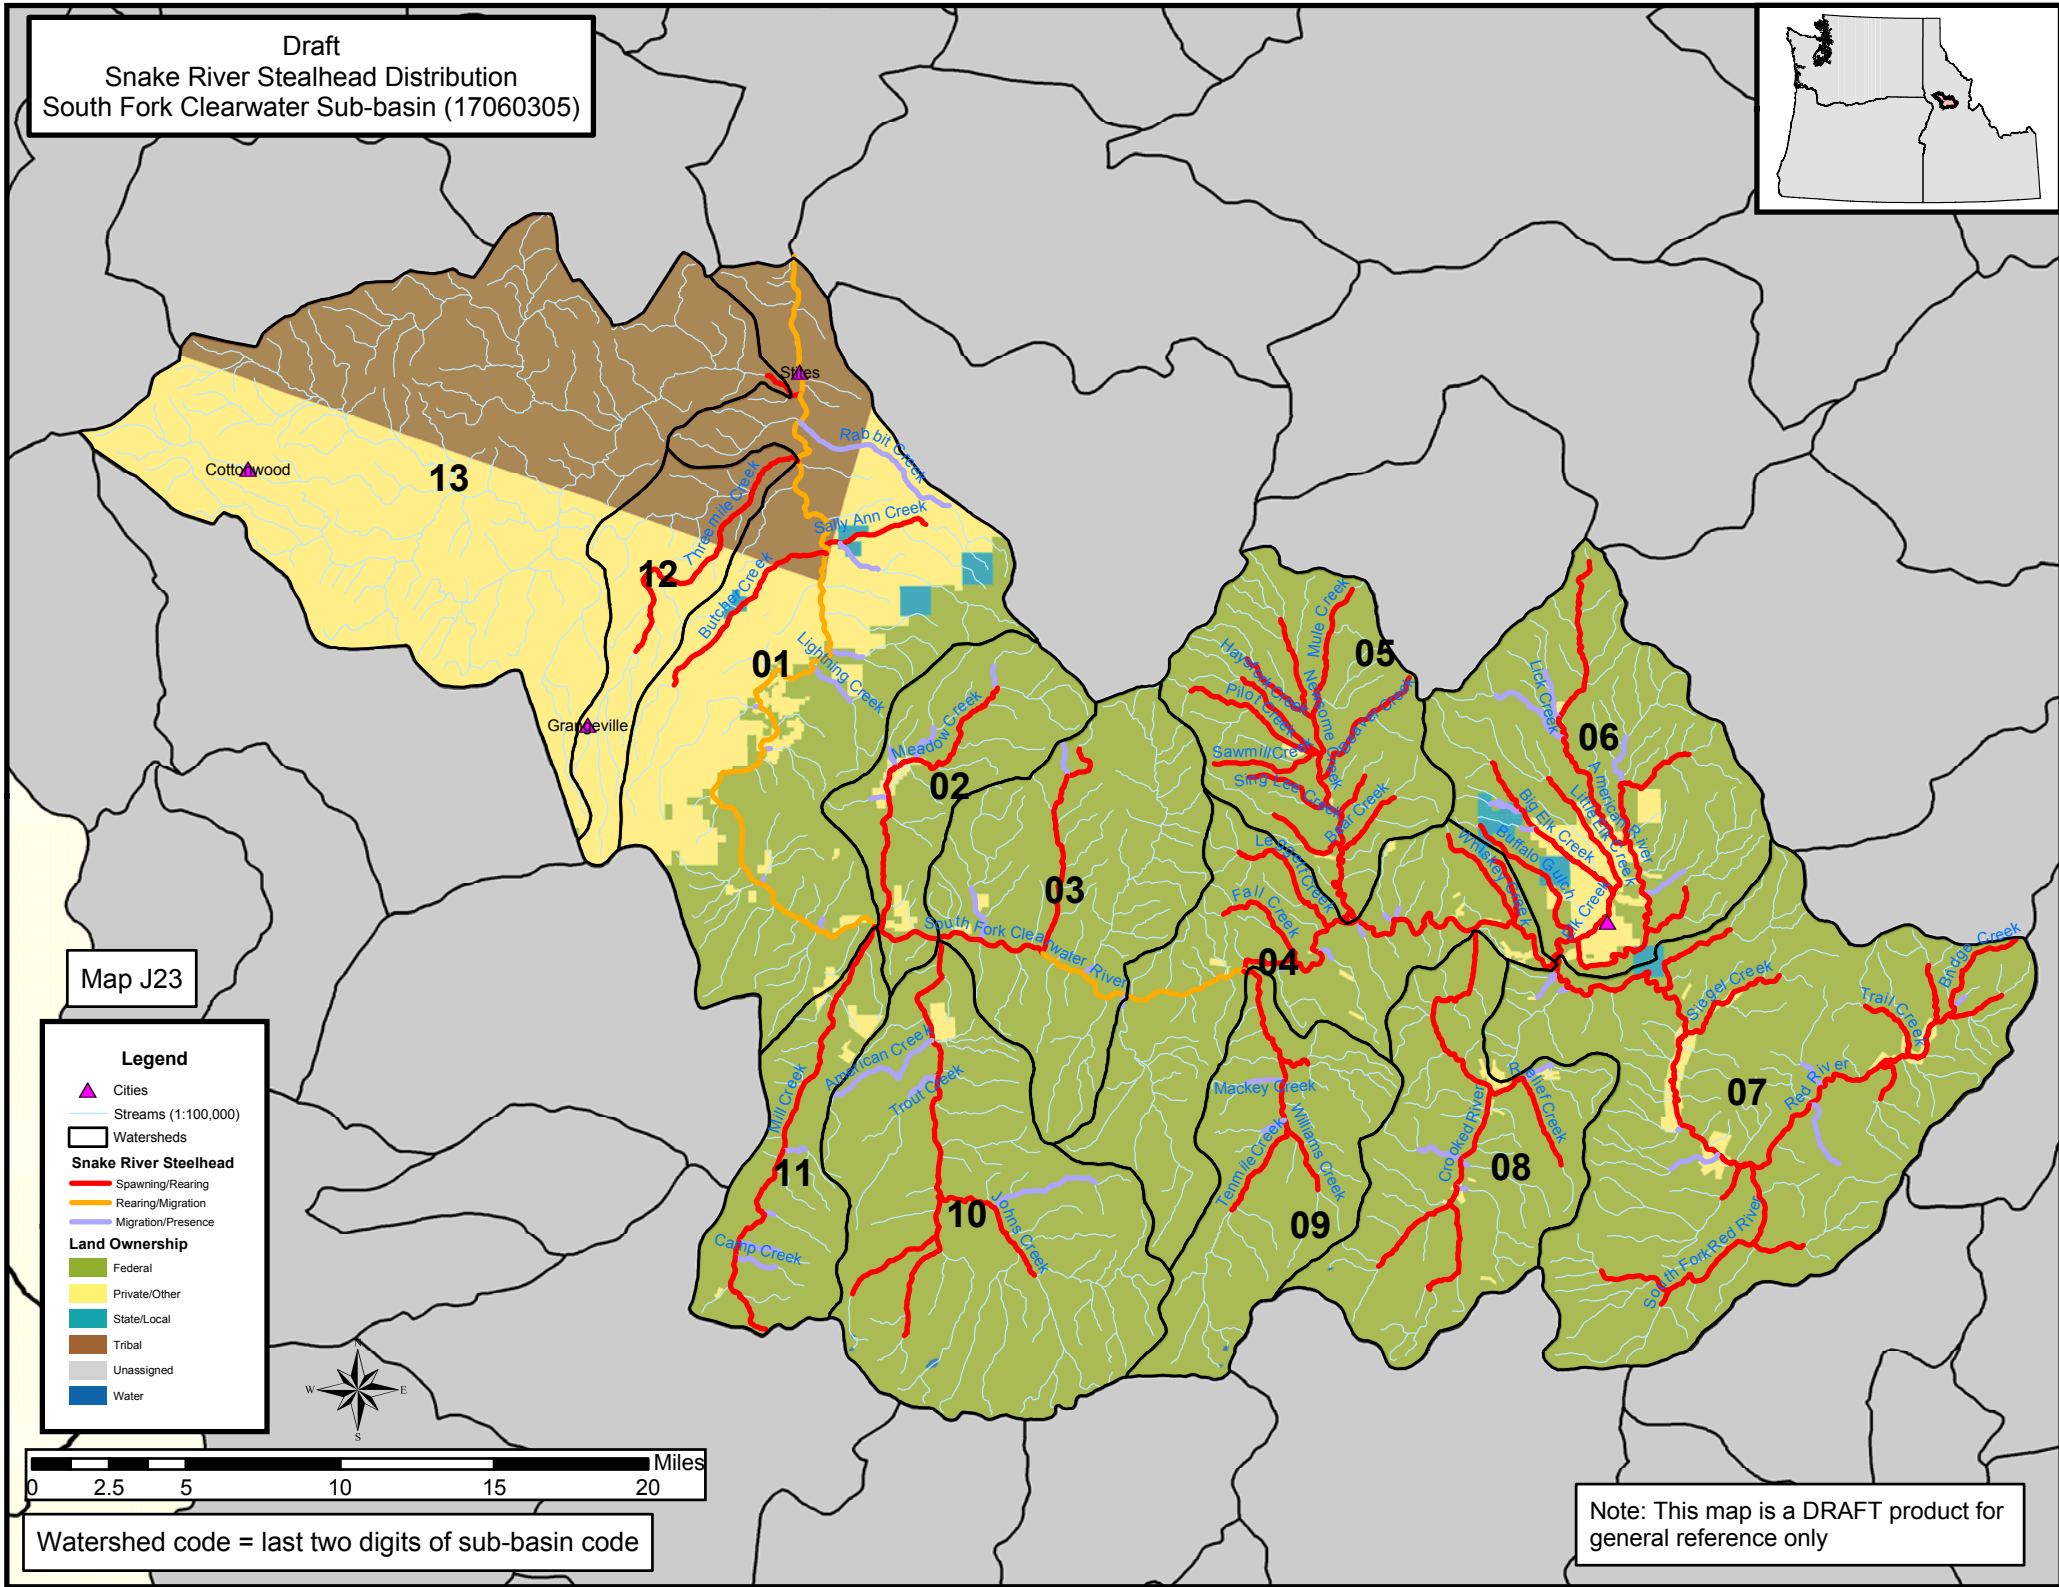 Draft
Snake River Stealhead Distribution
South Fork Clearwater Sub-basin (17060305)
Stites
Rabbit Creek
Cottonwood
13
Threemile Creek
Sally Ann Creek
12
Butcher Creek
01
Lightning Creek
Grangeville
Meadow Creek
02
03
South Fork Clearwater River
Mule Creek
05
Haysfork Creek
Pilot Creek
Newsome Creek
Beaver Creek
Sawmill Creek
Sing Lee Creek
Bear Creek
Leggett Creek
Fall Creek
04
Lick Creek
06
American River
Little Elk Creek
Big Elk Creek
Buffalo Gulch
Whiskey Creek
Elk Creek
Siegel Creek
Bridge Creek
Trail Creek
Red River
07
South Fork Red River
Relief Creek
Crooked River
08
Mackey Creek
Williams Creek
Tenmile Creek
09
American Creek
Trout Creek
10
Johns Creek
Mill Creek
11
Camp Creek
Map J23
Legend
Cities
Streams (1:100,000)
Watersheds
Snake River Steelhead
Spawning/Rearing
Rearing/Migration
Migration/Presence
Land Ownership
Federal
Private/Other
State/Local
Tribal
Unassigned
Water
N
W E
S
Miles
0 2.5 5 10 15 20
Watershed code = last two digits of sub-basin code
Note: This map is a DRAFT product for
general reference only